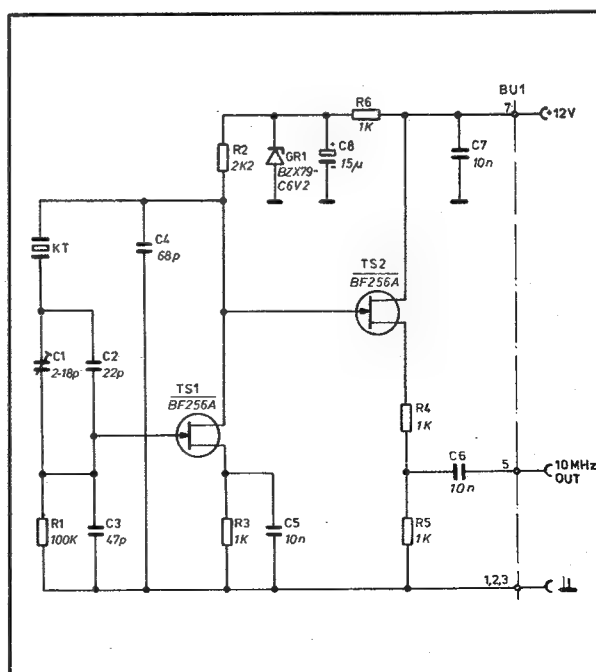 BU1
R6
1K
7
+12V
R2
2K2
GR1
BZX79-
C6V2
+
C8
15µ
C7
10n
KT
C4
68p
TS2
BF256A
C1
2-18p
C2
22p
TS1
BF256A
R4
1K
C6
10n
5
10MHz
OUT
R1
100K
C3
47p
R3
1K
C5
10n
R5
1K
1,2,3